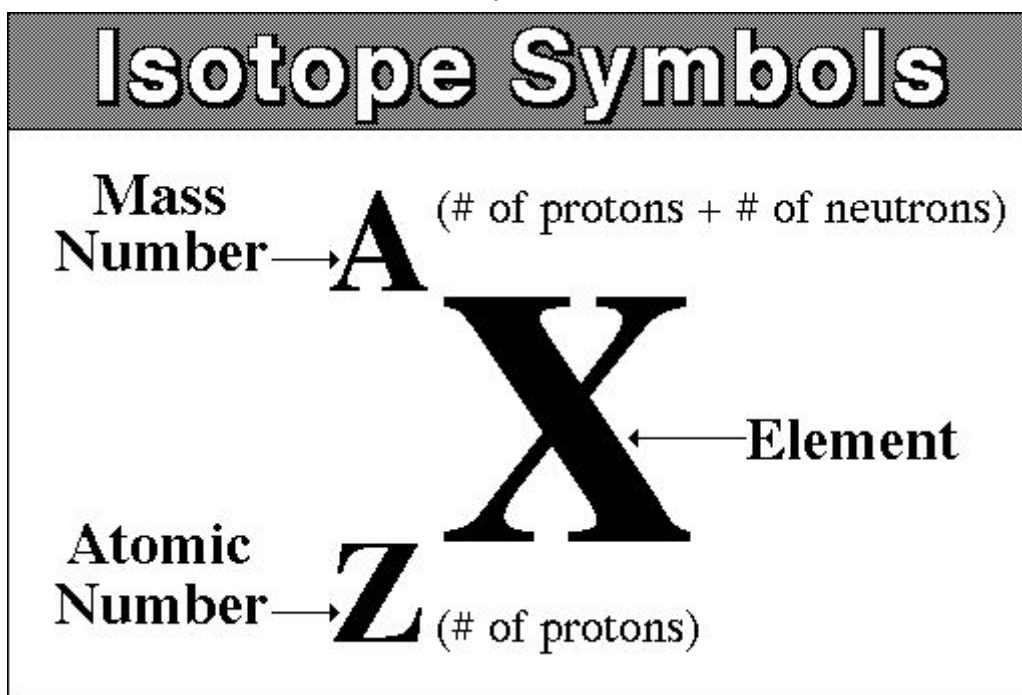 Isotope Symbols
Mass
Number
A
(# of protons + # of neutrons)
X
Element
Atomic
Number
Z
(# of protons)